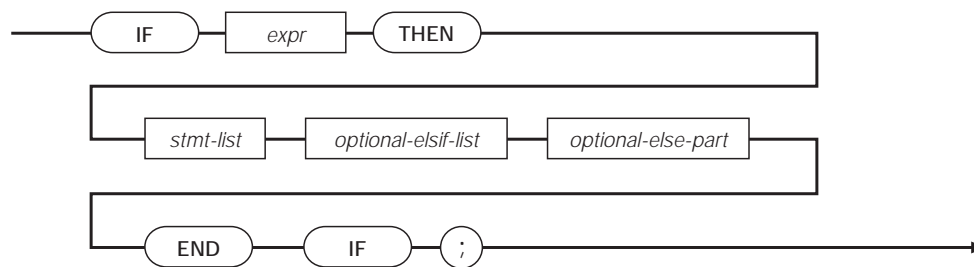 IF expr THEN
stmt-list optional-elsif-list optional-else-part
END IF ;